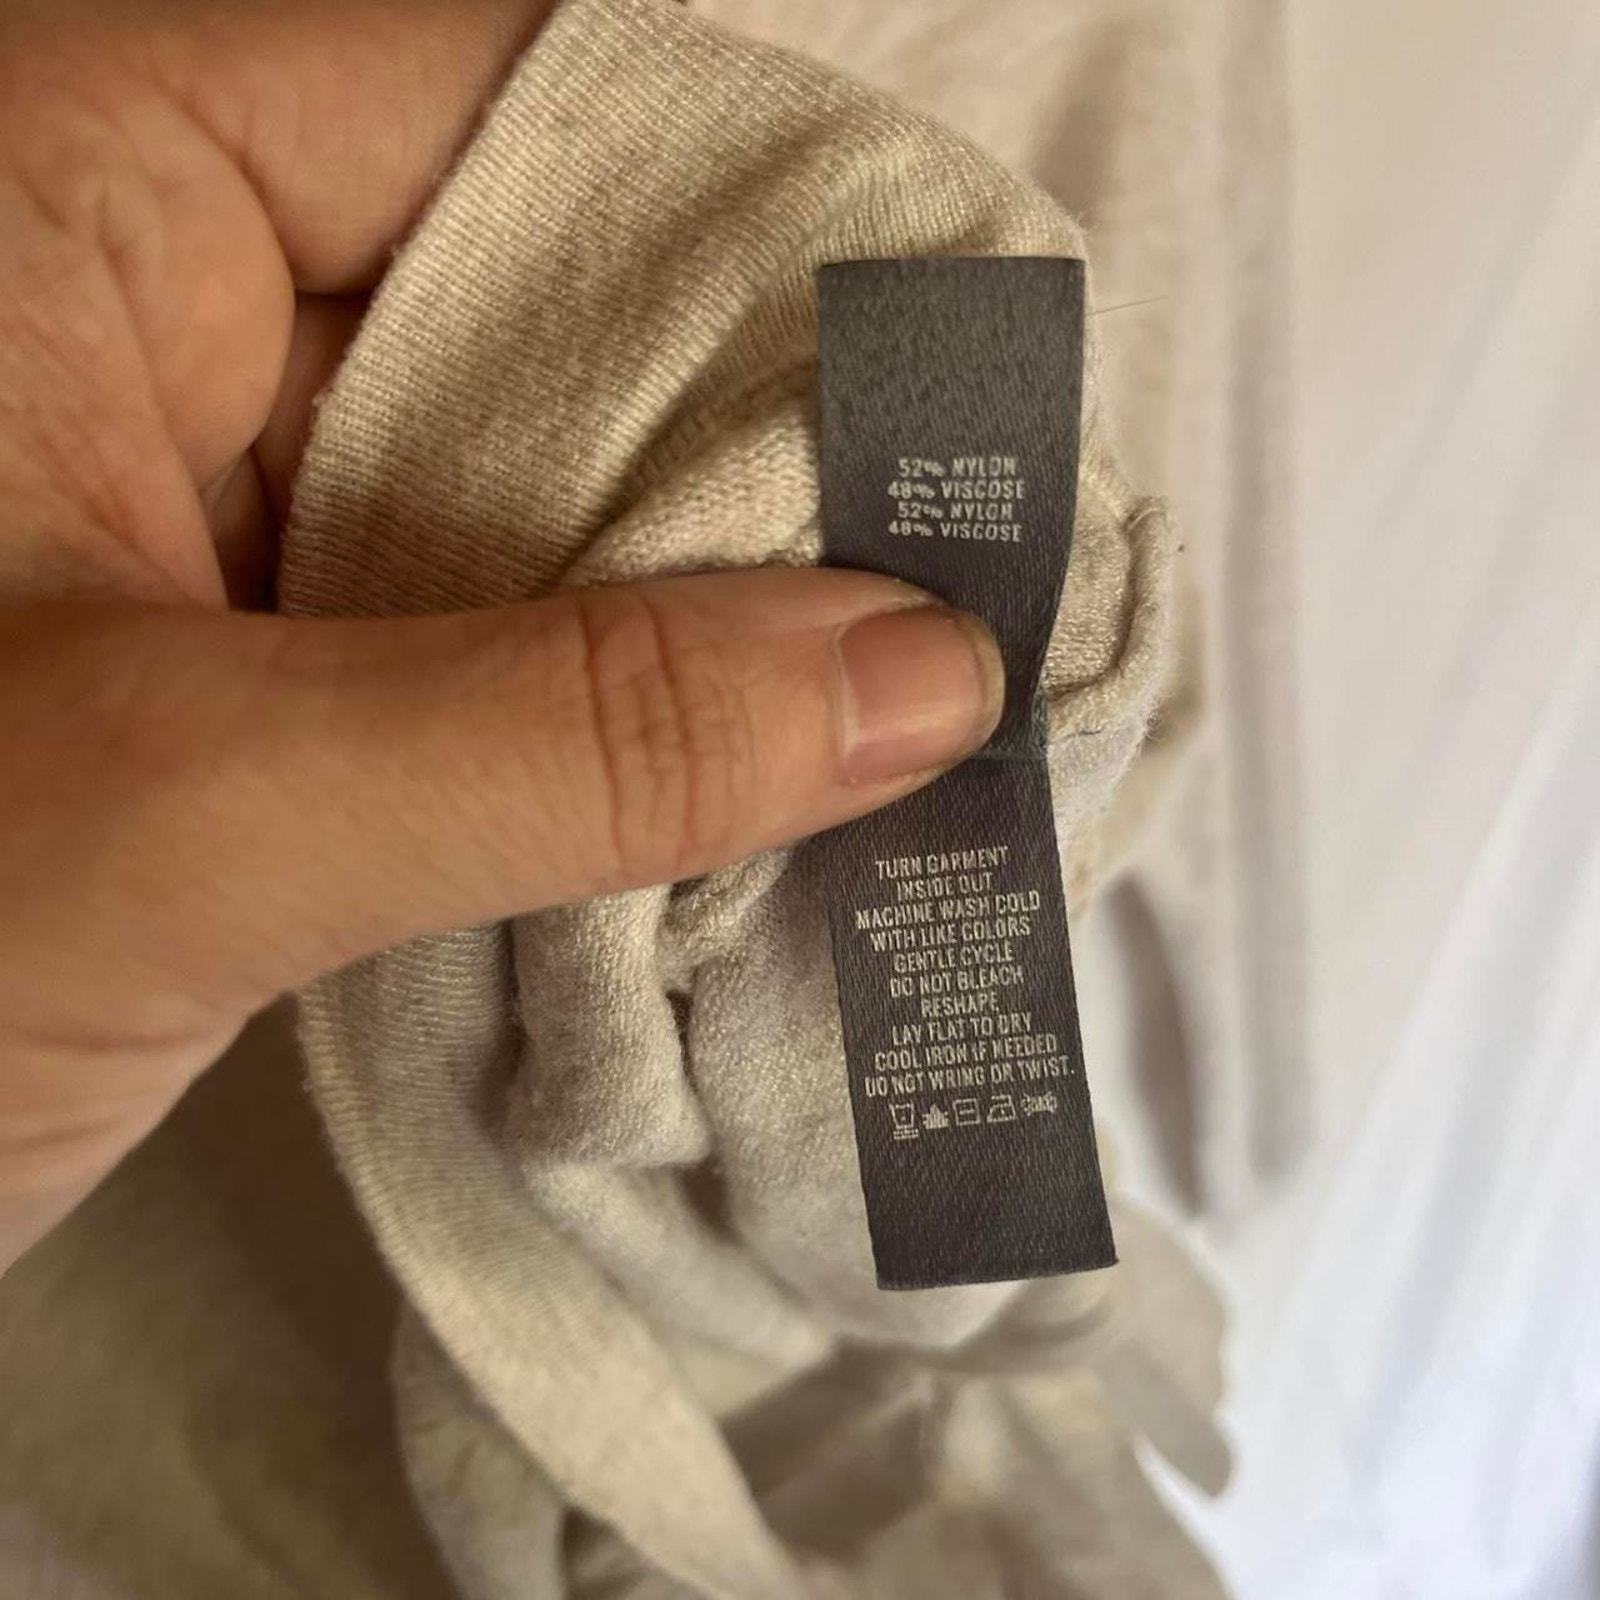 52% NYLON
48% VISCOSE
52% NYLON
48% VISCOSE
TURN GARMENT
INSIDE OUT
MACHINE WASH COLD
WITH LIKE COLORS
GENTLE CYCLE
DO NOT BLEACH
RESHAPE,
LAY FLAT TO DRY
COOL IRON IF NEEDED
DO NOT WRING OR TWIST.